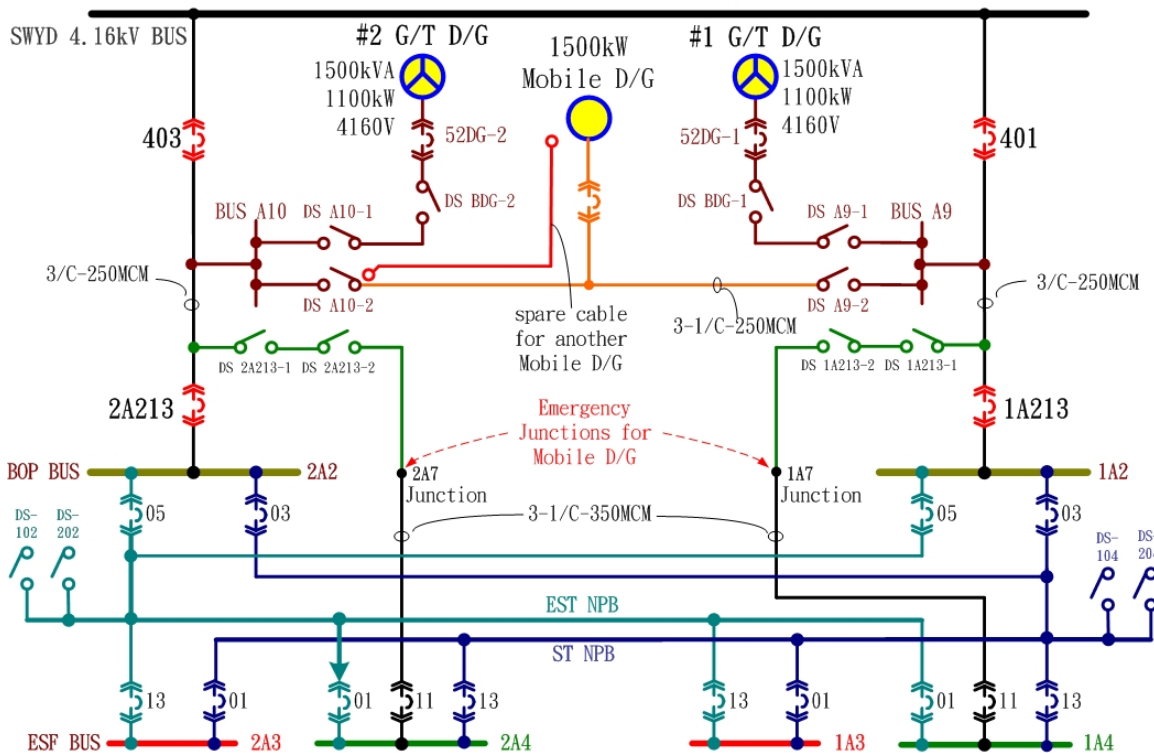 SWYD 4.16kV BUS
#2 G/T D/G
1500kVA
1100kW
4160V
1500kW
Mobile D/G
#1 G/T D/G
1500kVA
1100kW
4160V
403
52DG-2
52DG-1
401
DS BDG-2
DS BDG-1
BUS A10
DS A10-1
DS A9-1
BUS A9
3/C-250MCM
DS A10-2
DS A9-2
3/C-250MCM
spare cable
for another
Mobile D/G
3-1/C-250MCM
DS 2A213-1
DS 2A213-2
DS 1A213-2
DS 1A213-1
2A213
1A213
Emergency
Junctions for
Mobile D/G
BOP BUS
2A2
2A7
Junction
1A7
Junction
1A2
05
03
3-1/C-350MCM
05
03
DS-
102
DS-
202
DS-
104
DS-
204
EST NPB
ST NPB
13
01
01
11
13
13
01
01
11
13
ESF BUS
2A3
2A4
1A3
1A4